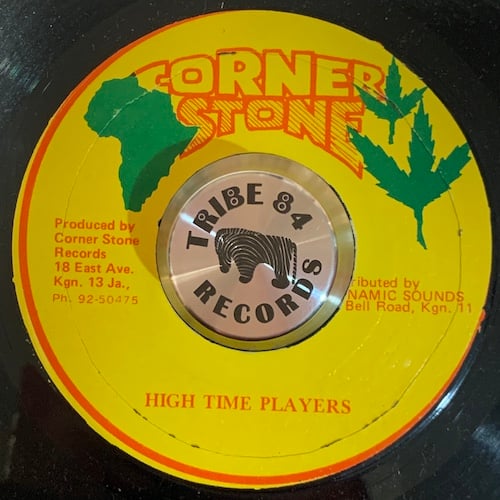 CORNER
STONE
TRIBE 84
RECORDS
Produced by
Corner Stone
Records
18 East Ave.
Kgn. 13 Ja.,
Ph. 92-50475
ributed by
NAMIC SOUNDS
Bell Road, Kgn. 11
HIGH TIME PLAYERS